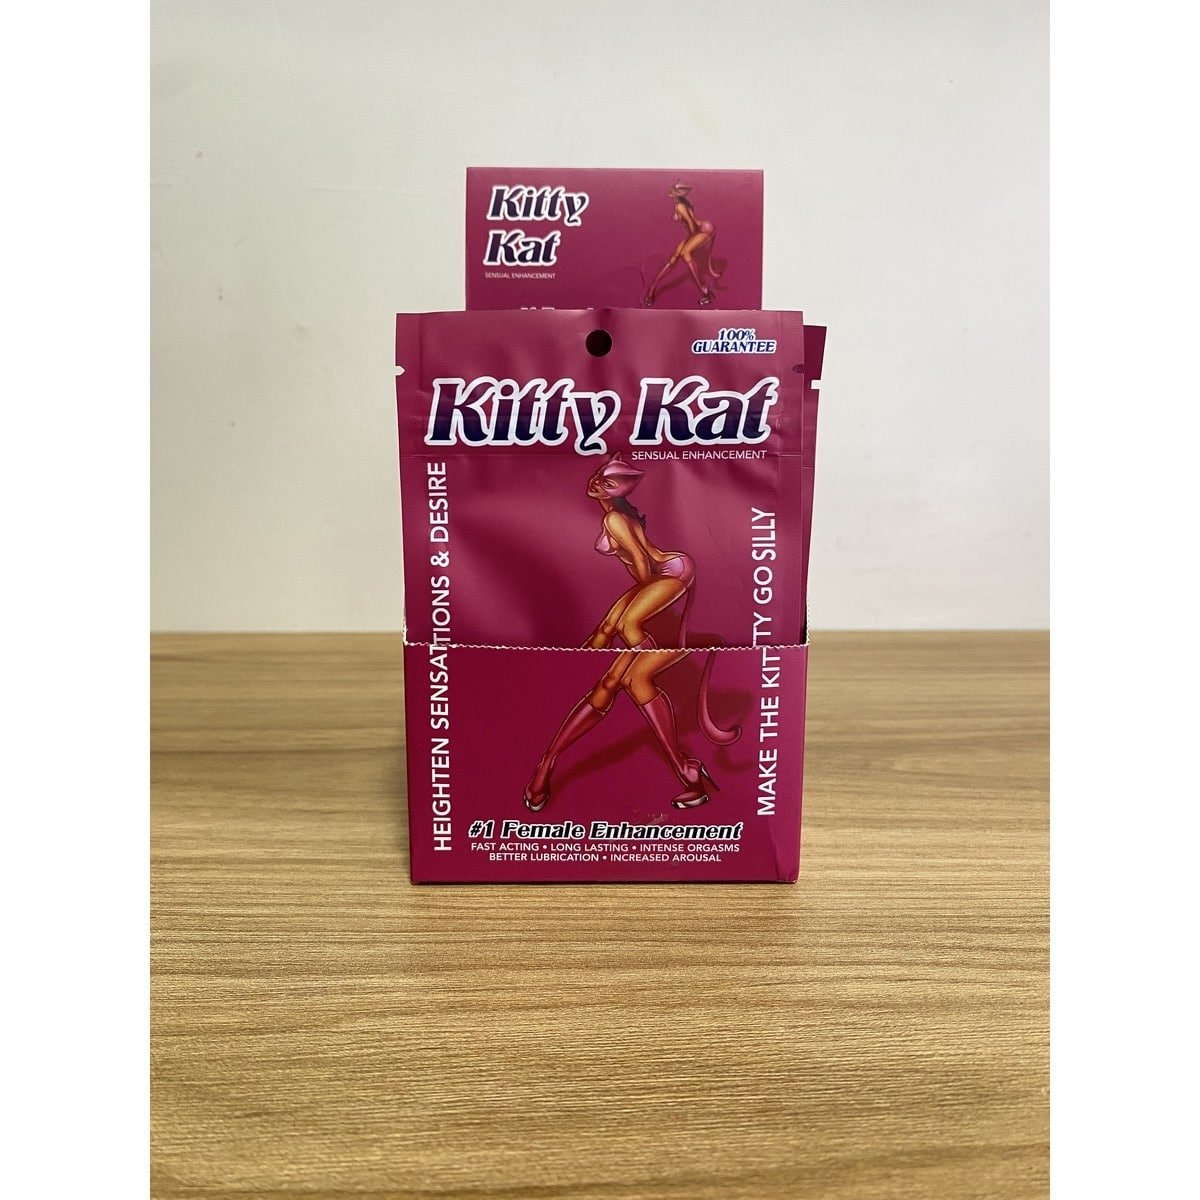 Kitty
Kat
SENSUAL ENHANCEMENT
100%
GUARANTEE
Kitty Kat
SENSUAL ENHANCEMENT
HEIGHTEN SENSATIONS & DESIRE
MAKE THE KITTY GO SILLY
#1 Female Enhancement
FAST ACTING • LONG LASTING • INTENSE ORGASMS
BETTER LUBRICATION • INCREASED AROUSAL